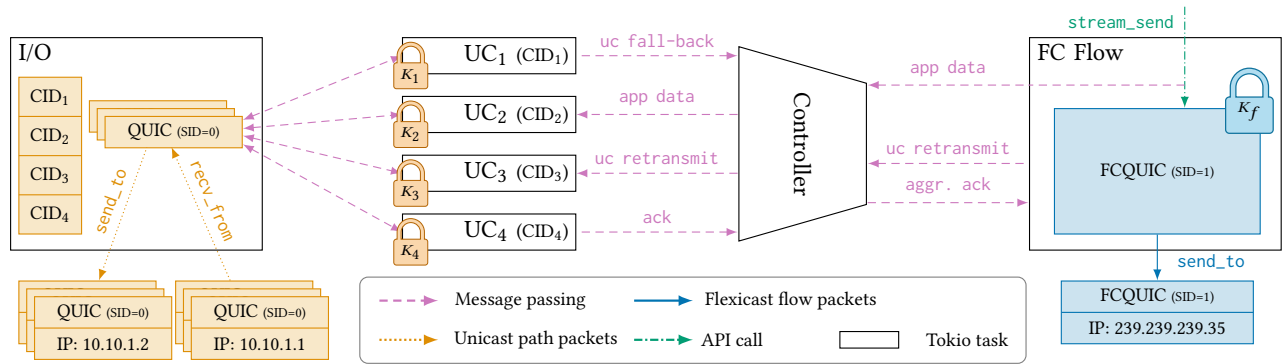 stream_send
I/O
CID1
CID2
CID3
CID4
QUIC (SID=0)
send_to
recv_from
QUIC (SID=0)
IP: 10.10.1.2
QUIC (SID=0)
IP: 10.10.1.1
K1
UC1 (CID1)
K2
UC2 (CID2)
K3
UC3 (CID3)
K4
UC4 (CID4)
uc fall-back
app data
uc retransmit
ack
Controller
app data
uc retransmit
aggr. ack
FC Flow
Kf
FCQUIC (SID=1)
send_to
FCQUIC (SID=1)
IP: 239.239.239.35
Message passing
Flexicast flow packets
Unicast path packets
API call
Tokio task